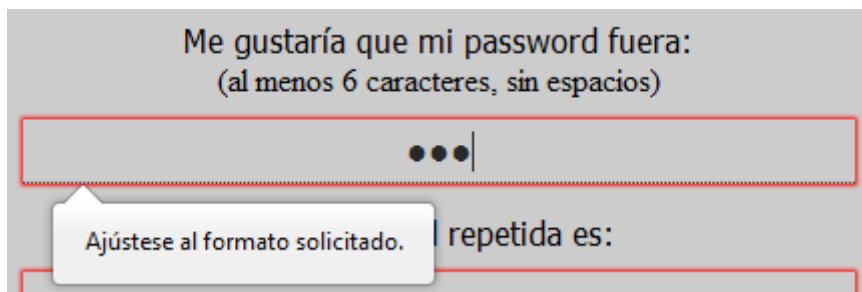 Me gustaría que mi password fuera:
(al menos 6 caracteres, sin espacios)
●●●
Ajústese al formato solicitado.
repetida es: